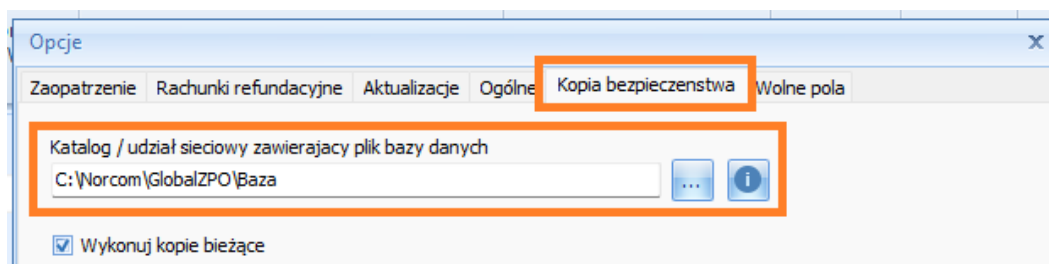 Opcje
Zaopatrzenie Rachunki refundacyjne Aktualizacje Ogólne Kopia bezpieczenstwa Wolne pola
Katalog / udział sieciowy zawierajacy plik bazy danych
C:\Norcom\GlobalZPO\Baza
...
Wykonuj kopie bieżące